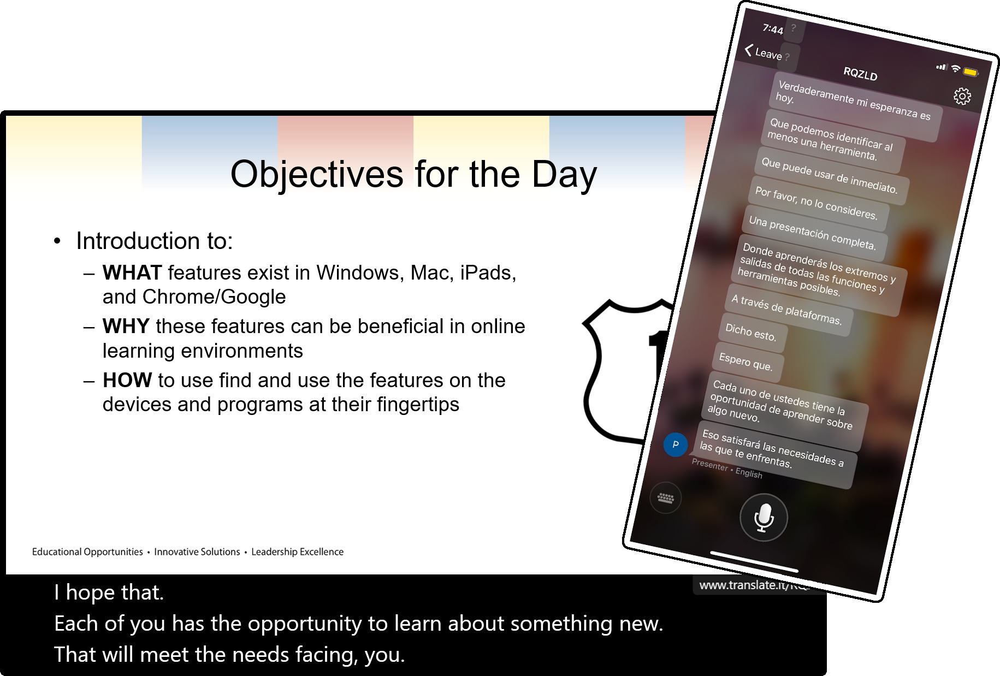 Objectives for the Day
• Introduction to:
– WHAT features exist in Windows, Mac, iPads,
and Chrome/Google
– WHY these features can be beneficial in online
learning environments
– HOW to use find and use the features on the
devices and programs at their fingertips
1
Educational Opportunities • Innovative Solutions • Leadership Excellence
I hope that.
Each of you has the opportunity to learn about something new.
That will meet the needs facing, you.
www.translate.it/RQ
7:44
?
Leave
?
RQZLD
Verdaderamente mi esperanza es
hoy.
Que podemos identificar al
menos una herramienta.
Que puede usar de inmediato.
Por favor, no lo consideres.
Una presentación completa.
Donde aprenderás los extremos y
salidas de todas las funciones y
herramientas posibles.
A través de plataformas.
Dicho esto.
Espero que.
Cada uno de ustedes tiene la
oportunidad de aprender sobre
algo nuevo.
Eso satisfará las necesidades a
las que te enfrentas.
P
Presenter • English